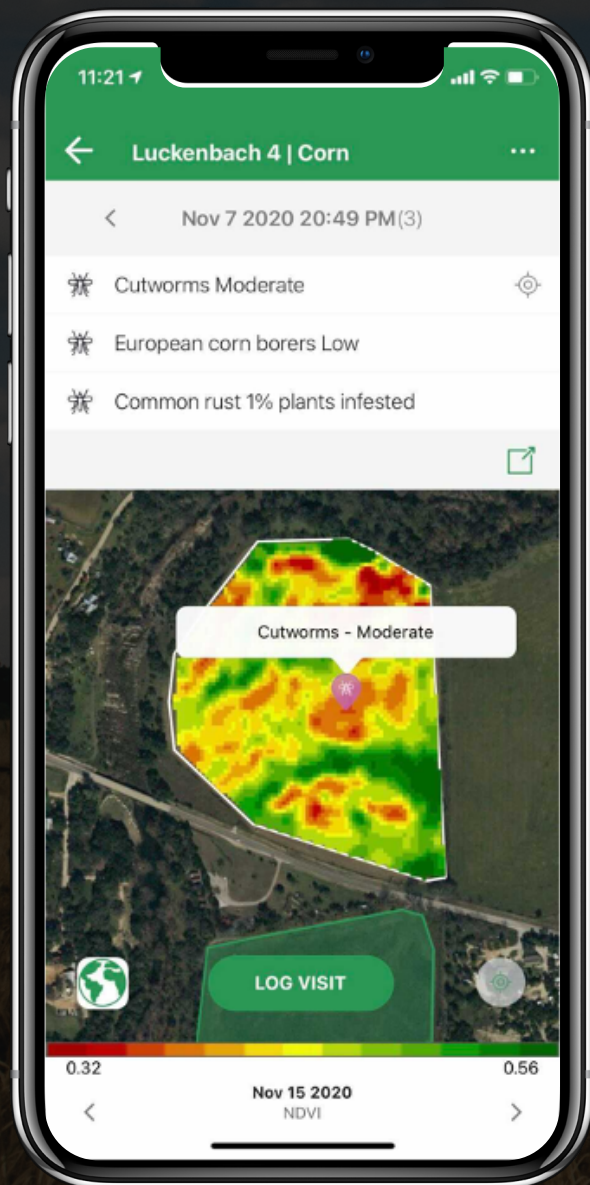 11:21
Luckenbach 4 | Corn
Nov 7 2020 20:49 PM(3)
Cutworms Moderate
European corn borers Low
Common rust 1% plants infested
Cutworms - Moderate
LOG VISIT
0.32 0.56
Nov 15 2020
NDVI